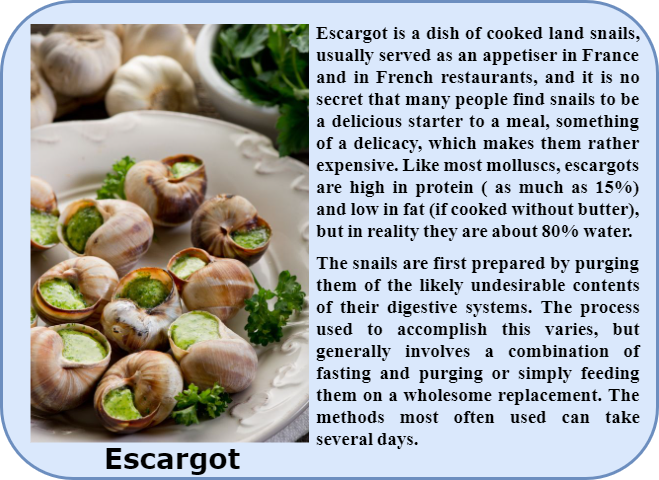 Escargot is a dish of cooked land snails,
usually served as an appetiser in France
and in French restaurants, and it is no
secret that many people find snails to be
a delicious starter to a meal, something
of a delicacy, which makes them rather
expensive. Like most molluscs, escargots
are high in protein ( as much as 15%)
and low in fat (if cooked without butter),
but in reality they are about 80% water.
The snails are first prepared by purging
them of the likely undesirable contents
of their digestive systems. The process
used to accomplish this varies, but
generally involves a combination of
fasting and purging or simply feeding
them on a wholesome replacement. The
methods most often used can take
several days.
Escargot